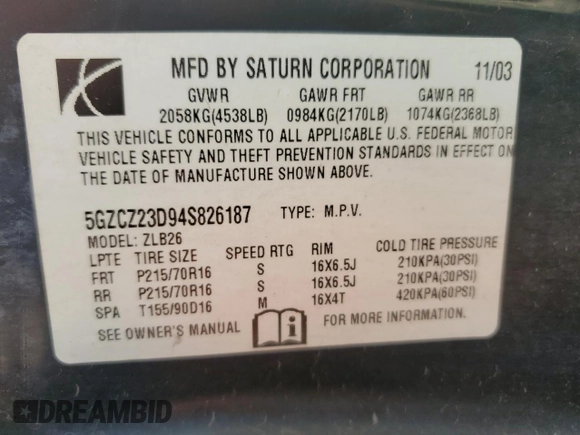 MFD BY SATURN CORPORATION 11/03
GVWR GAWR FRT GAWR RR
2058KG(4538LB) 0984KG(2170LB) 1074KG(2368LB)
THIS VEHICLE CONFORMS TO ALL APPLICABLE U.S. FEDERAL MOTOR
VEHICLE SAFETY AND THEFT PREVENTION STANDARDS IN EFFECT ON
THE DATE OF MANUFACTURE SHOWN ABOVE.
5GZCZ23D94S826187 TYPE: M.P.V.
MODEL: ZLB26
LPTE TIRE SIZE SPEED RTG RIM COLD TIRE PRESSURE
FRT P215/70R16 S 16X6.5J 210KPA(30PSI)
RR P215/70R16 S 16X6.5J 210KPA(30PSI)
SPA T155/90D16 M 16X4T 420KPA(60PSI)
SEE OWNER'S MANUAL i FOR MORE INFORMATION.
DREAMBID